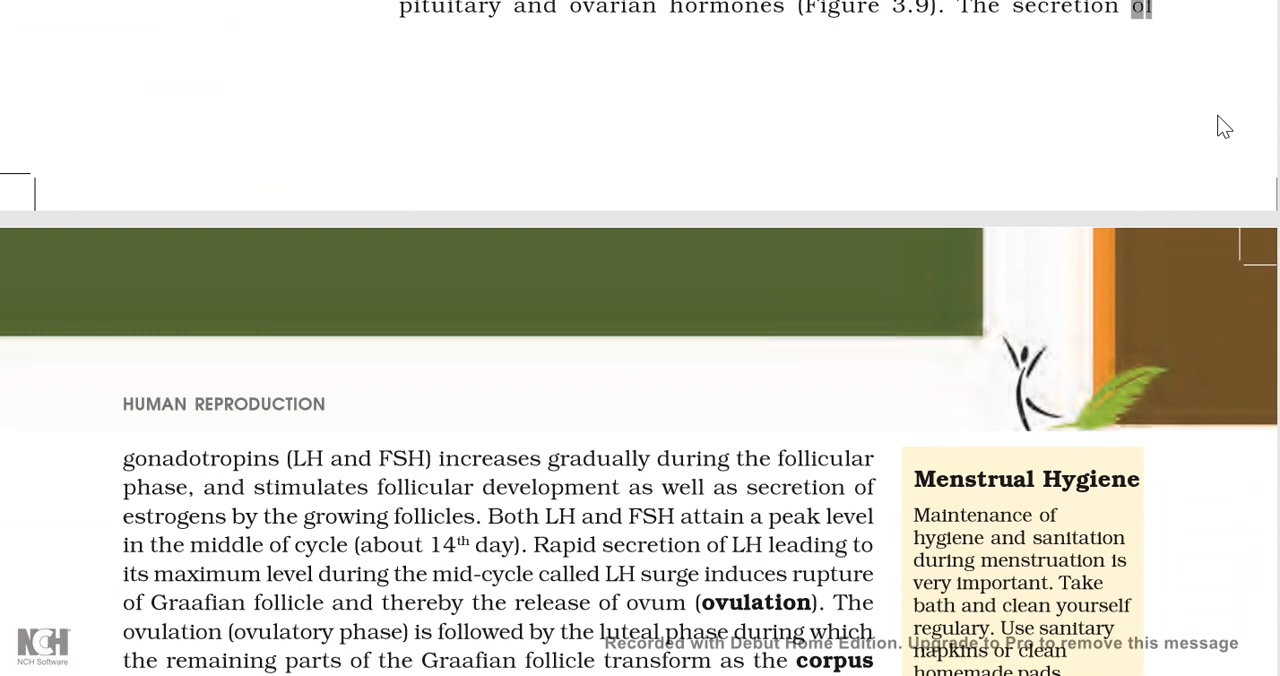 pituitary and ovarian hormones (Figure 3.9). The secretion of
HUMAN REPRODUCTION
gonadotropins (LH and FSH) increases gradually during the follicular
phase, and stimulates follicular development as well as secretion of
estrogens by the growing follicles. Both LH and FSH attain a peak level
in the middle of cycle (about 14th day). Rapid secretion of LH leading to
its maximum level during the mid-cycle called LH surge induces rupture
of Graafian follicle and thereby the release of ovum (ovulation). The
ovulation (ovulatory phase) is followed by the luteal phase during which
the remaining parts of the Graafian follicle transform as the corpus
Menstrual Hygiene
Maintenance of
hygiene and sanitation
during menstruation is
very important. Take
bath and clean yourself
regulary. Use sanitary
napkins or clean
homemade pads.
NCH
NCH Software
Recorded with Debut Home Edition. Upgrade to Pro to remove this message